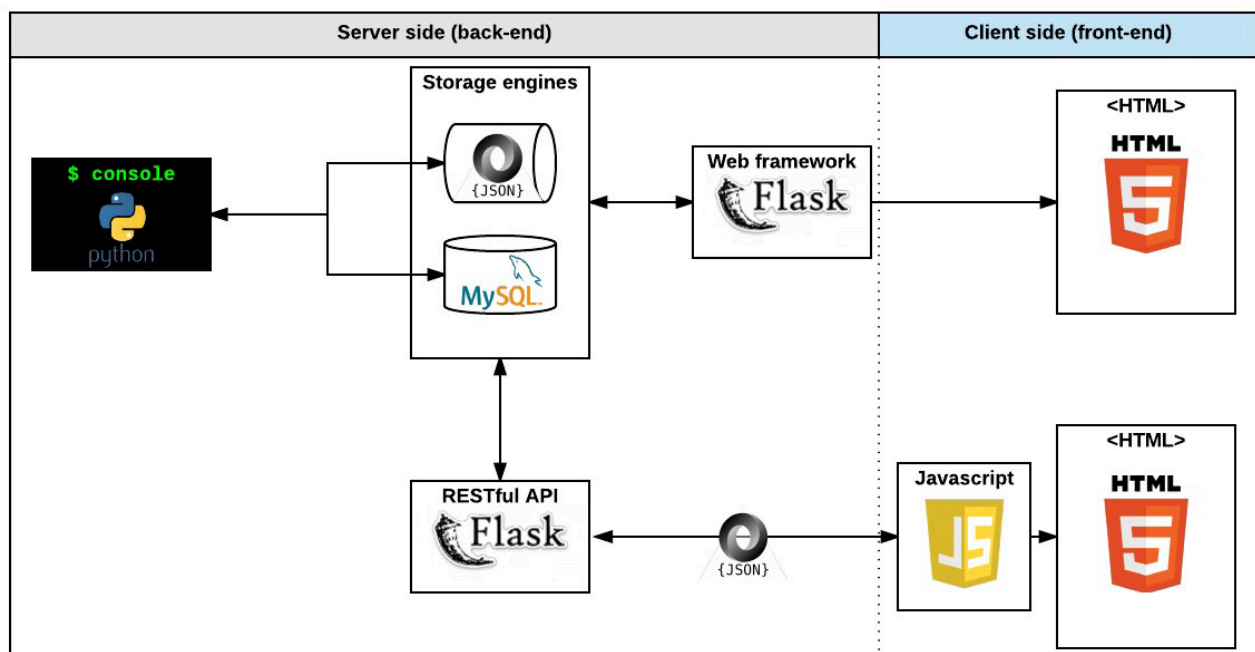 Server side (back-end)
Client side (front-end)
Storage engines
{JSON}
MySQL™
$ console
python
Web framework
Flask
<HTML>
HTML
5
RESTful API
Flask
{JSON}
Javascript
JS
<HTML>
HTML
5